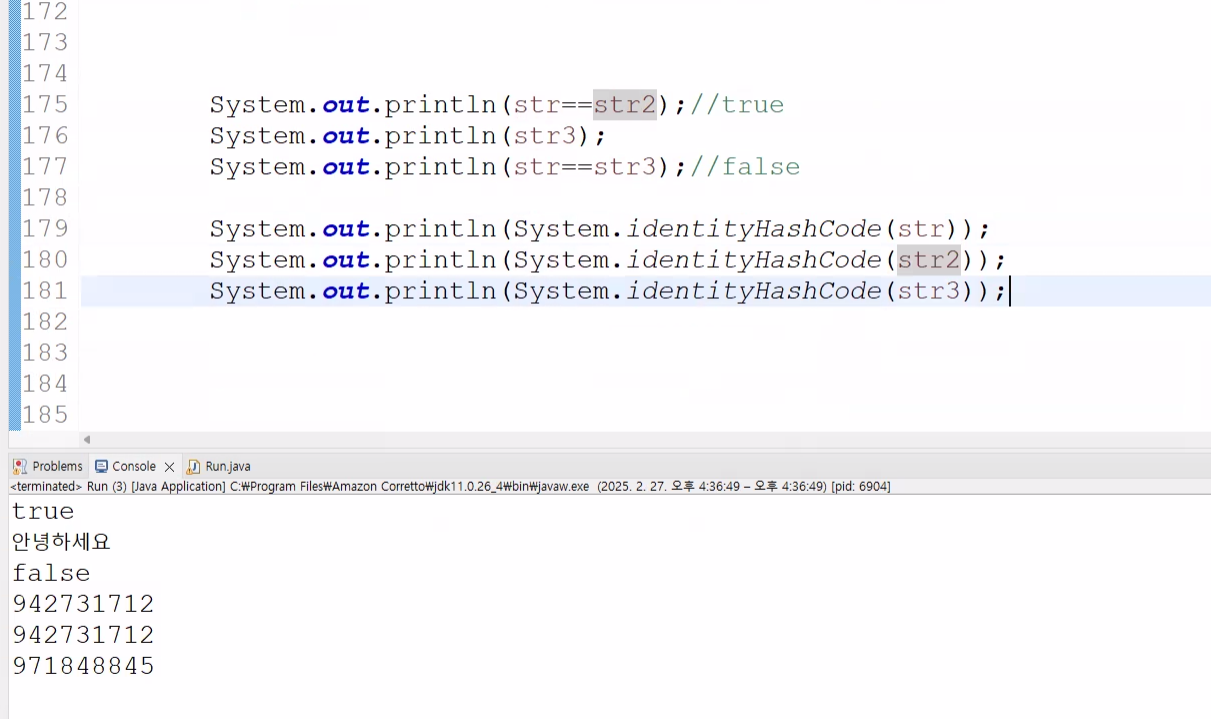 172
173
174
175 System.out.println(str==str2);//true
176 System.out.println(str3);
177 System.out.println(str==str3);//false
178
179 System.out.println(System.identityHashCode(str));
180 System.out.println(System.identityHashCode(str2));
181 System.out.println(System.identityHashCode(str3));
182
183
184
185
Problems Console Run.java
<terminated> Run (3) [Java Application] C:₩Program Files₩Amazon Corretto₩jdk11.0.26_4₩bin₩javaw.exe (2025. 2. 27. 오후 4:36:49 – 오후 4:36:49) [pid: 6904]
true
안녕하세요
false
942731712
942731712
971848845